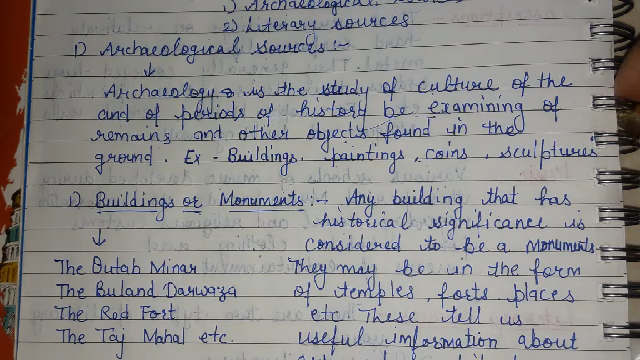 1) Archaeological
2) Literary sources
1) Archaeological sources :-
Archaeology is the study of culture of the
and of periods of history be examining of
remains and other objects found in the
ground. Ex - Buildings, paintings, coins, sculptures
1) Buildings or Monuments :- Any building that has
historical significance is
considered to be a Monuments
The Qutab Minar
The Buland Darwaza
The Red Fort
The Taj Mahal etc.
They may be in the form
of temples, forts, places
etc. These tell us
useful information about